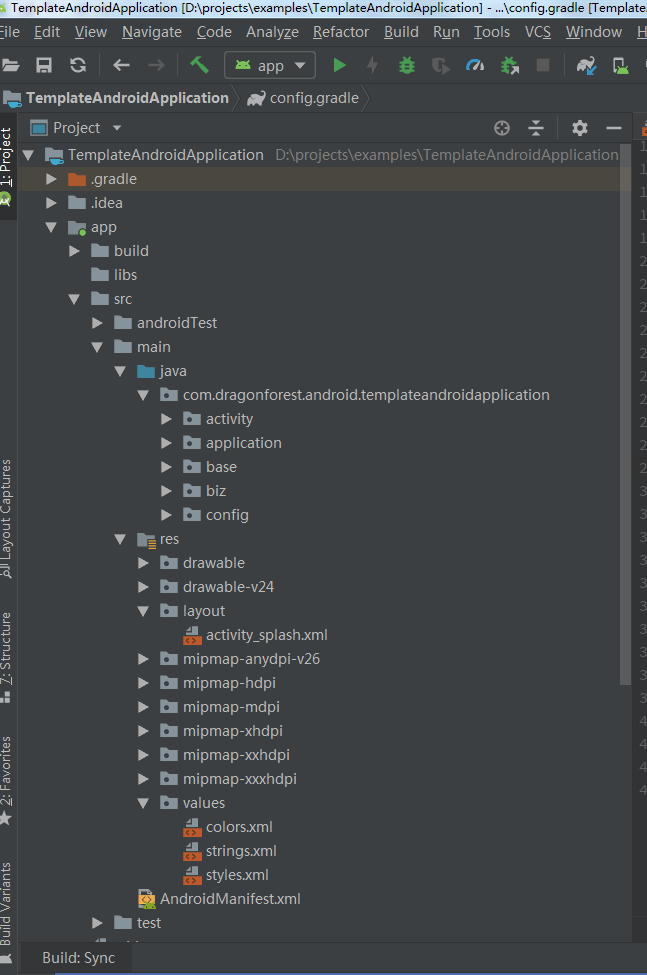 TemplateAndroidApplication [D:\projects\examples\TemplateAndroidApplication] - ...\config.gradle [Template.
File Edit View Navigate Code Analyze Refactor Build Run Tools VCS Window H
app
TemplateAndroidApplication config.gradle
1: Project
Project
TemplateAndroidApplication D:\projects\examples\TemplateAndroidApplication
.gradle
.idea
app
build
libs
src
androidTest
main
java
com.dragonforest.android.templateandroidapplication
activity
application
base
biz
config
res
drawable
drawable-v24
layout
activity_splash.xml
mipmap-anydpi-v26
mipmap-hdpi
mipmap-mdpi
mipmap-xhdpi
mipmap-xxhdpi
mipmap-xxxhdpi
values
colors.xml
strings.xml
styles.xml
AndroidManifest.xml
test
Layout Captures
7: Structure
2: Favorites
Build Variants
Build: Sync